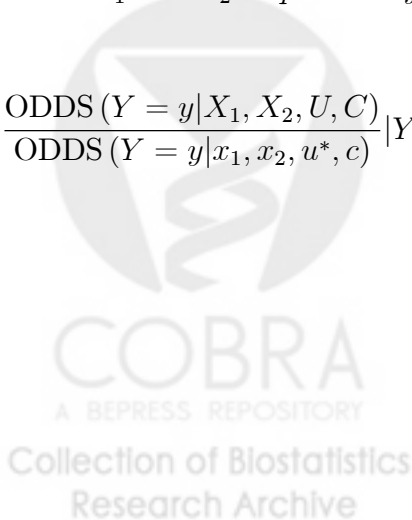 ODDS (Y = y|X₁, X₂, U, C)
ODDS (Y = y|x₁, x₂, u*, c) |Y
COBRA
A BEPRESS REPOSITORY
Collection of Biostatistics
Research Archive